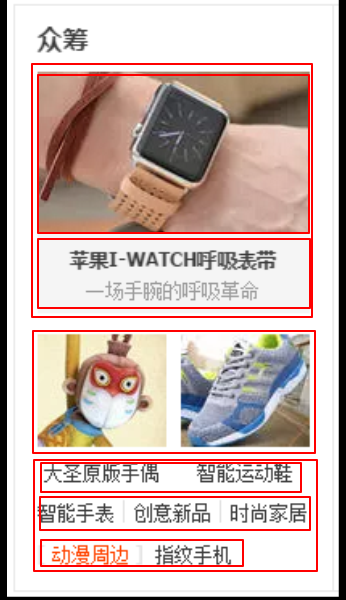 众筹
苹果I-WATCH呼吸表带
一场手腕的呼吸革命
大圣原版手偶 智能运动鞋
智能手表 | 创意新品 | 时尚家居
动漫周边 | 指纹手机